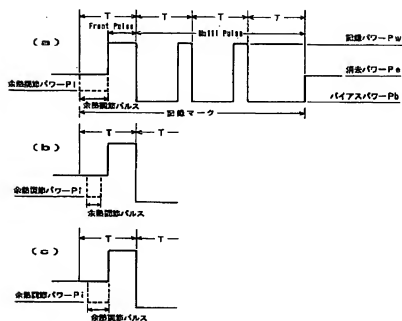 T T T T
Front Pulse Multi Pulse
(a)
記録パワーPw
消去パワーPe
余熱調節パワーPi
バイアスパワーPb
余熱調節パルス
記録マーク
T T
(b)
余熱調節パワーPi
余熱調節パルス
T T
(c)
余熱調節パワーPi
余熱調節パルス